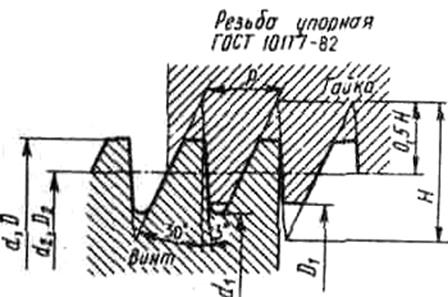 Резьба упорная
ГОСТ 10177-82
P
Гайка
0,5H
H
d, D
d₂, D₂
30°
3°
Винт
d₁
D₁